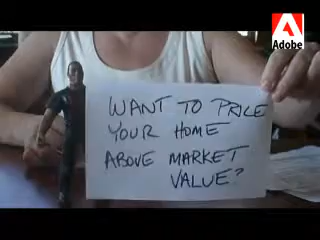 Adobe
WANT TO PRICE
YOUR HOME
ABOVE MARKET
VALUE?